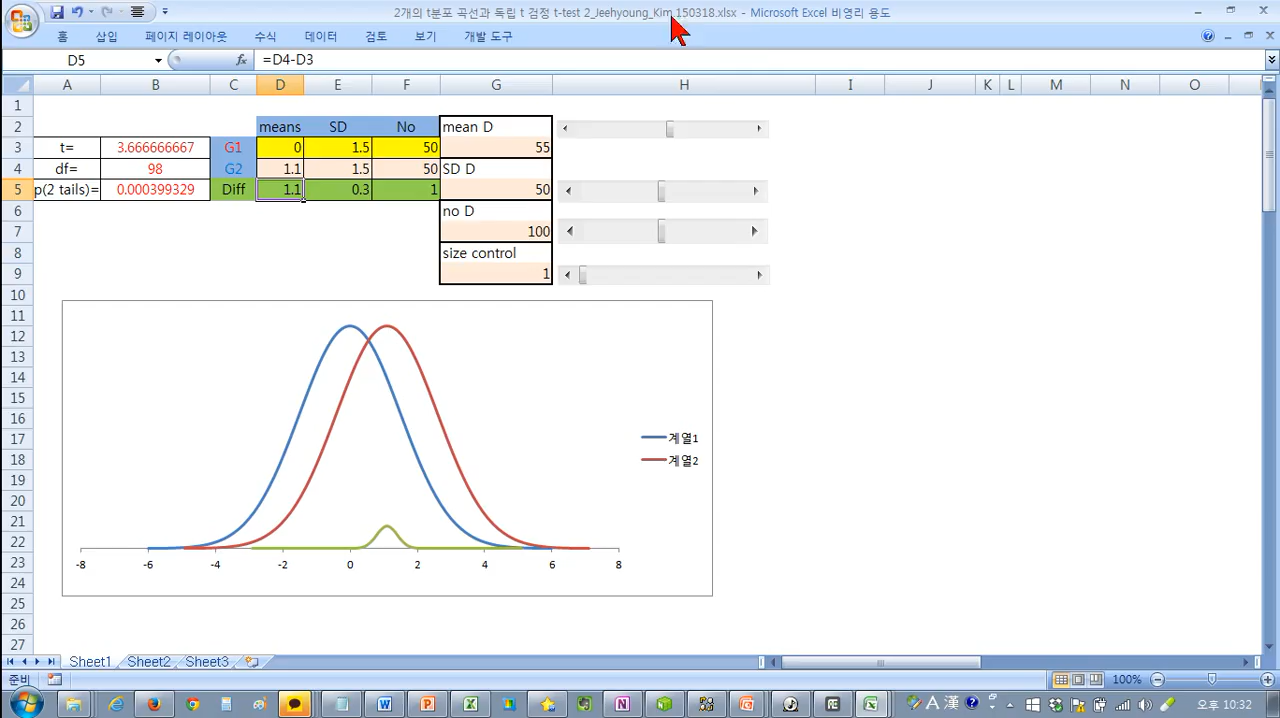 2개의 t분포 곡선과 독립 t 검정 t-test 2_Jeehyoung_Kim_150318.xlsx - Microsoft Excel 비영리 용도
홈 삽입 페이지 레이아웃 수식 데이터 검토 보기 개발 도구
D5 fx =D4-D3
A B C D E F G H I J K L M N O
1
2 means SD No mean D
3 t= 3.666666667 G1 0 1.5 50 55
4 df= 98 G2 1.1 1.5 50 SD D
5 p(2 tails)= 0.000399329 Diff 1.1 0.3 1 50
6 no D
7 100
8 size control
9 1
10
11
12
13
14
15
16
17 계열1
18 계열2
19
20
21
22
23 -8 -6 -4 -2 0 2 4 6 8
24
25
26
27
Sheet1 Sheet2 Sheet3
준비 100%
A 漢 오후 10:32